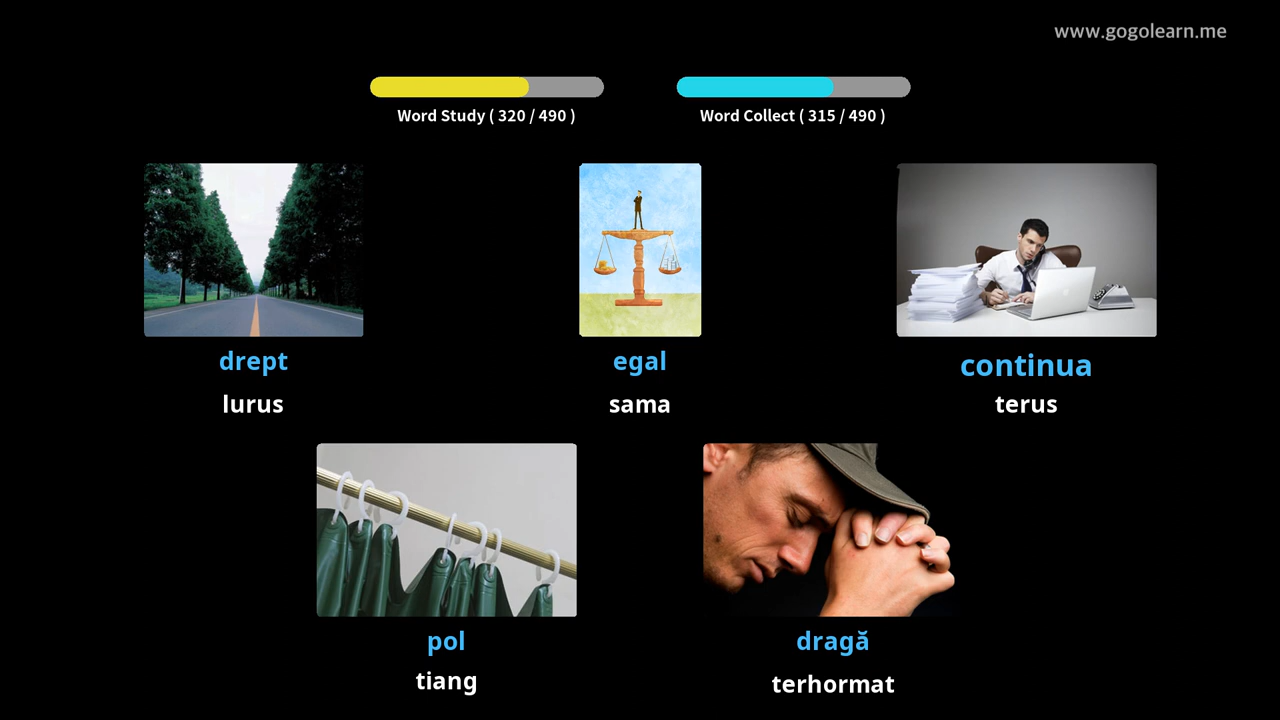 www.gogolearn.me
Word Study ( 320 / 490 )
Word Collect ( 315 / 490 )
drept
lurus
egal
sama
continua
terus
pol
tiang
dragă
terhormat